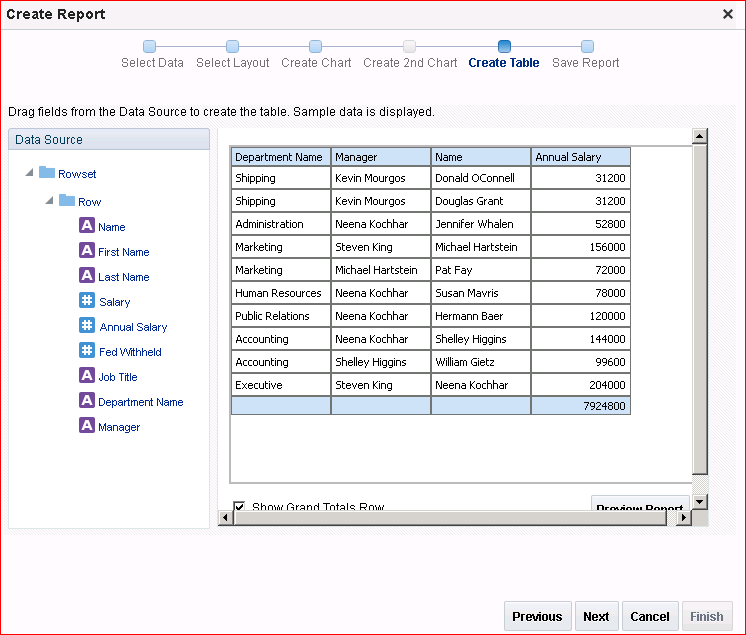 Create Report
Select Data Select Layout Create Chart Create 2nd Chart Create Table Save Report
Drag fields from the Data Source to create the table. Sample data is displayed.
Data Source
Rowset
Row
A Name
A First Name
A Last Name
# Salary
# Annual Salary
# Fed Withheld
A Job Title
A Department Name
A Manager
Department Name Manager Name Annual Salary
Shipping Kevin Mourgos Donald OConnell 31200
Shipping Kevin Mourgos Douglas Grant 31200
Administration Neena Kochhar Jennifer Whalen 52800
Marketing Steven King Michael Hartstein 156000
Marketing Michael Hartstein Pat Fay 72000
Human Resources Neena Kochhar Susan Mavris 78000
Public Relations Neena Kochhar Hermann Baer 120000
Accounting Neena Kochhar Shelley Higgins 144000
Accounting Shelley Higgins William Gietz 99600
Executive Steven King Neena Kochhar 204000
7924800
Show Grand Totals Row Preview Report
Previous Next Cancel Finish